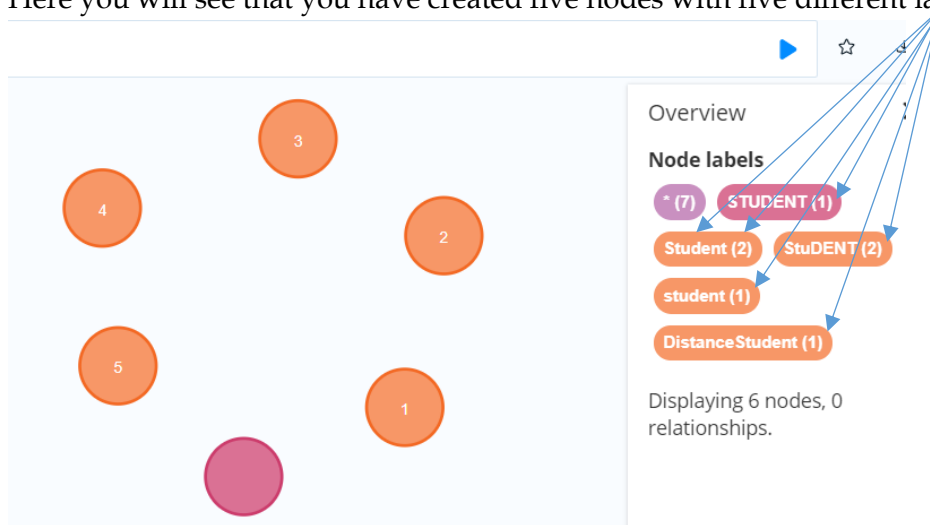 Here you will see that you have created five nodes with five different
3
4
2
5
1
Overview
Node labels
* (7) STUDENT (1)
Student (2) StuDENT (2)
student (1)
DistanceStudent (1)
Displaying 6 nodes, 0
relationships.